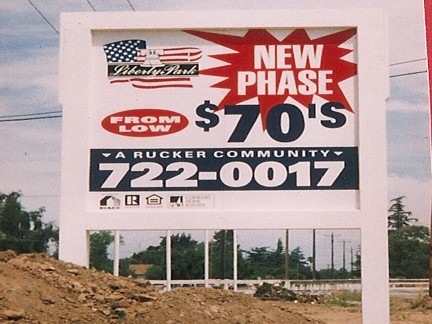 Liberty Park
NEW
PHASE
FROM
LOW
$70's
A RUCKER COMMUNITY
722-0017